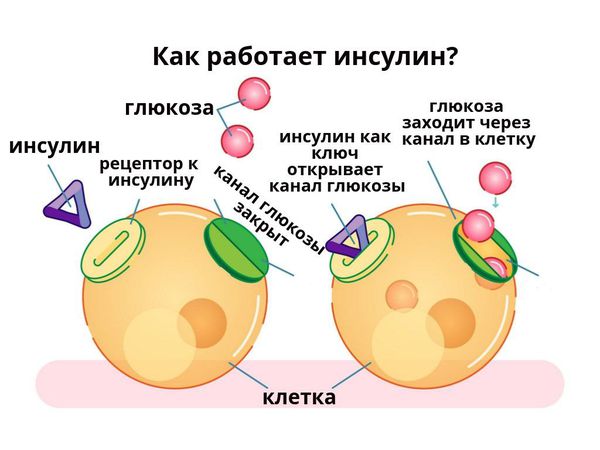 Как работает инсулин?
глюкоза
инсулин
рецептор к
инсулину
канал глюкозы
закрыт
инсулин как
ключ
открывает
канал глюкозы
глюкоза
заходит через
канал в клетку
клетка